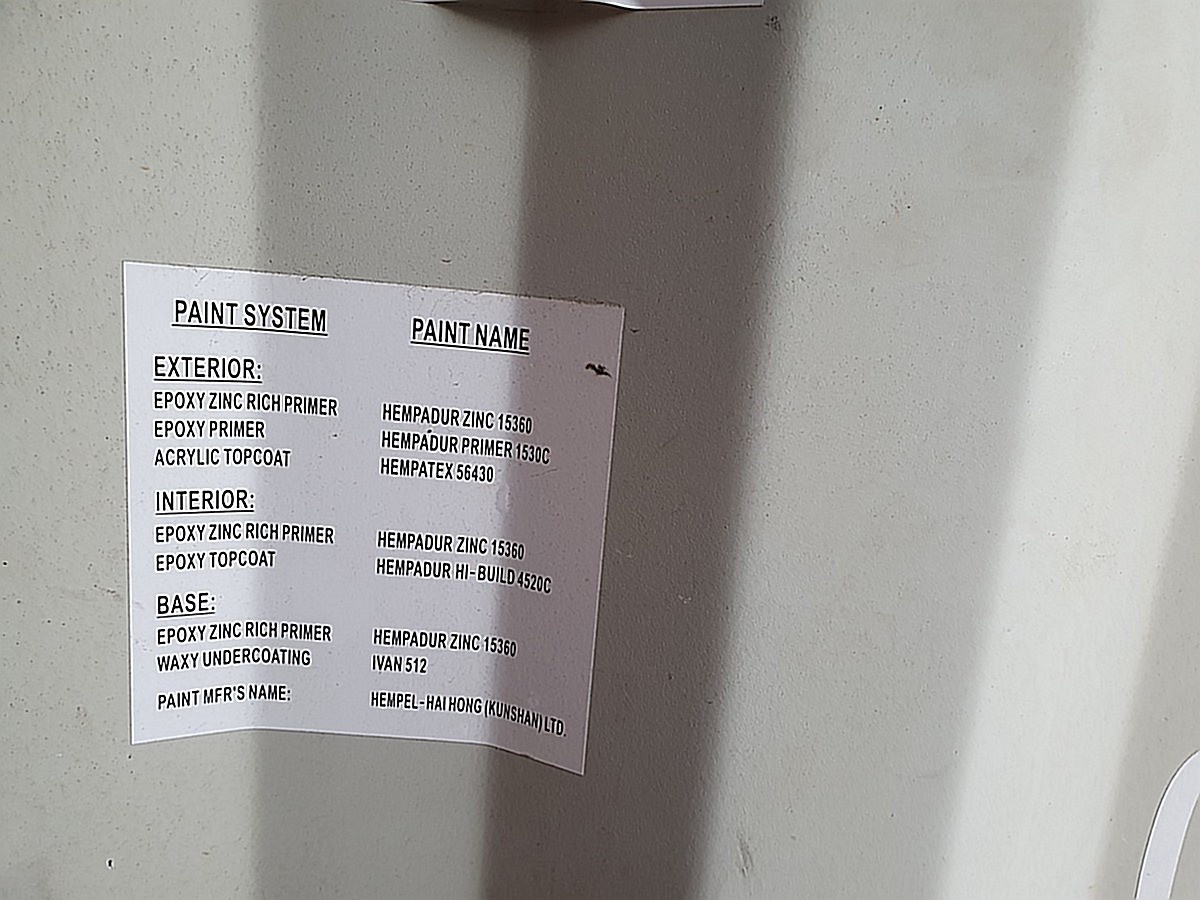 PAINT SYSTEM PAINT NAME
EXTERIOR:
EPOXY ZINC RICH PRIMER HEMPADUR ZINC 15360
EPOXY PRIMER HEMPADUR PRIMER 1530C
ACRYLIC TOPCOAT HEMPATEX 56430
INTERIOR:
EPOXY ZINC RICH PRIMER HEMPADUR ZINC 15360
EPOXY TOPCOAT HEMPADUR HI-BUILD 4520C
BASE:
EPOXY ZINC RICH PRIMER HEMPADUR ZINC 15360
WAXY UNDERCOATING IVAN 512
PAINT MFR'S NAME: HEMPEL-HAI HONG (KUNSHAN) LTD.